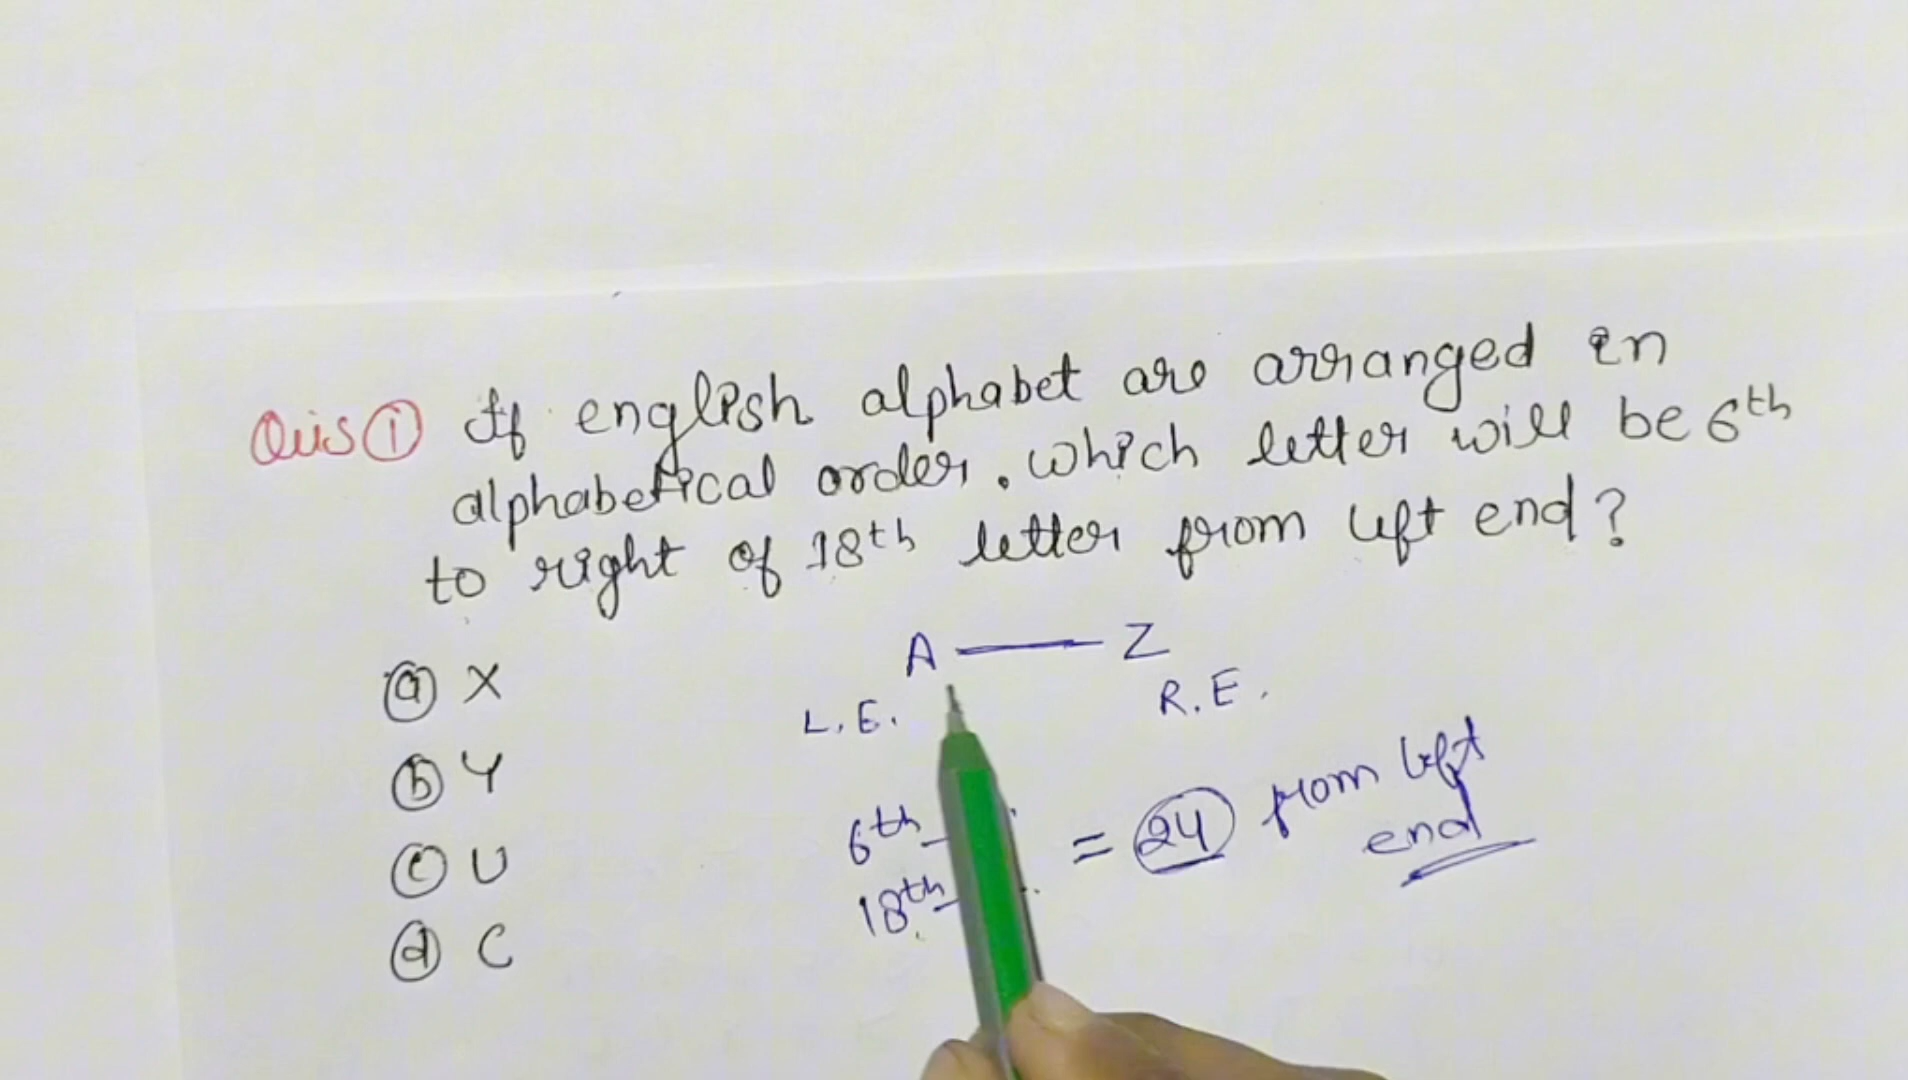 Ques ① If english alphabet are arranged in
alphabetical order. Which letter will be 6th
to right of 18th letter from left end?
A — Z
L.E. R.E.
ⓐ X
ⓑ Y
ⓒ U
ⓓ C
6th
18th
= 24 from left
end